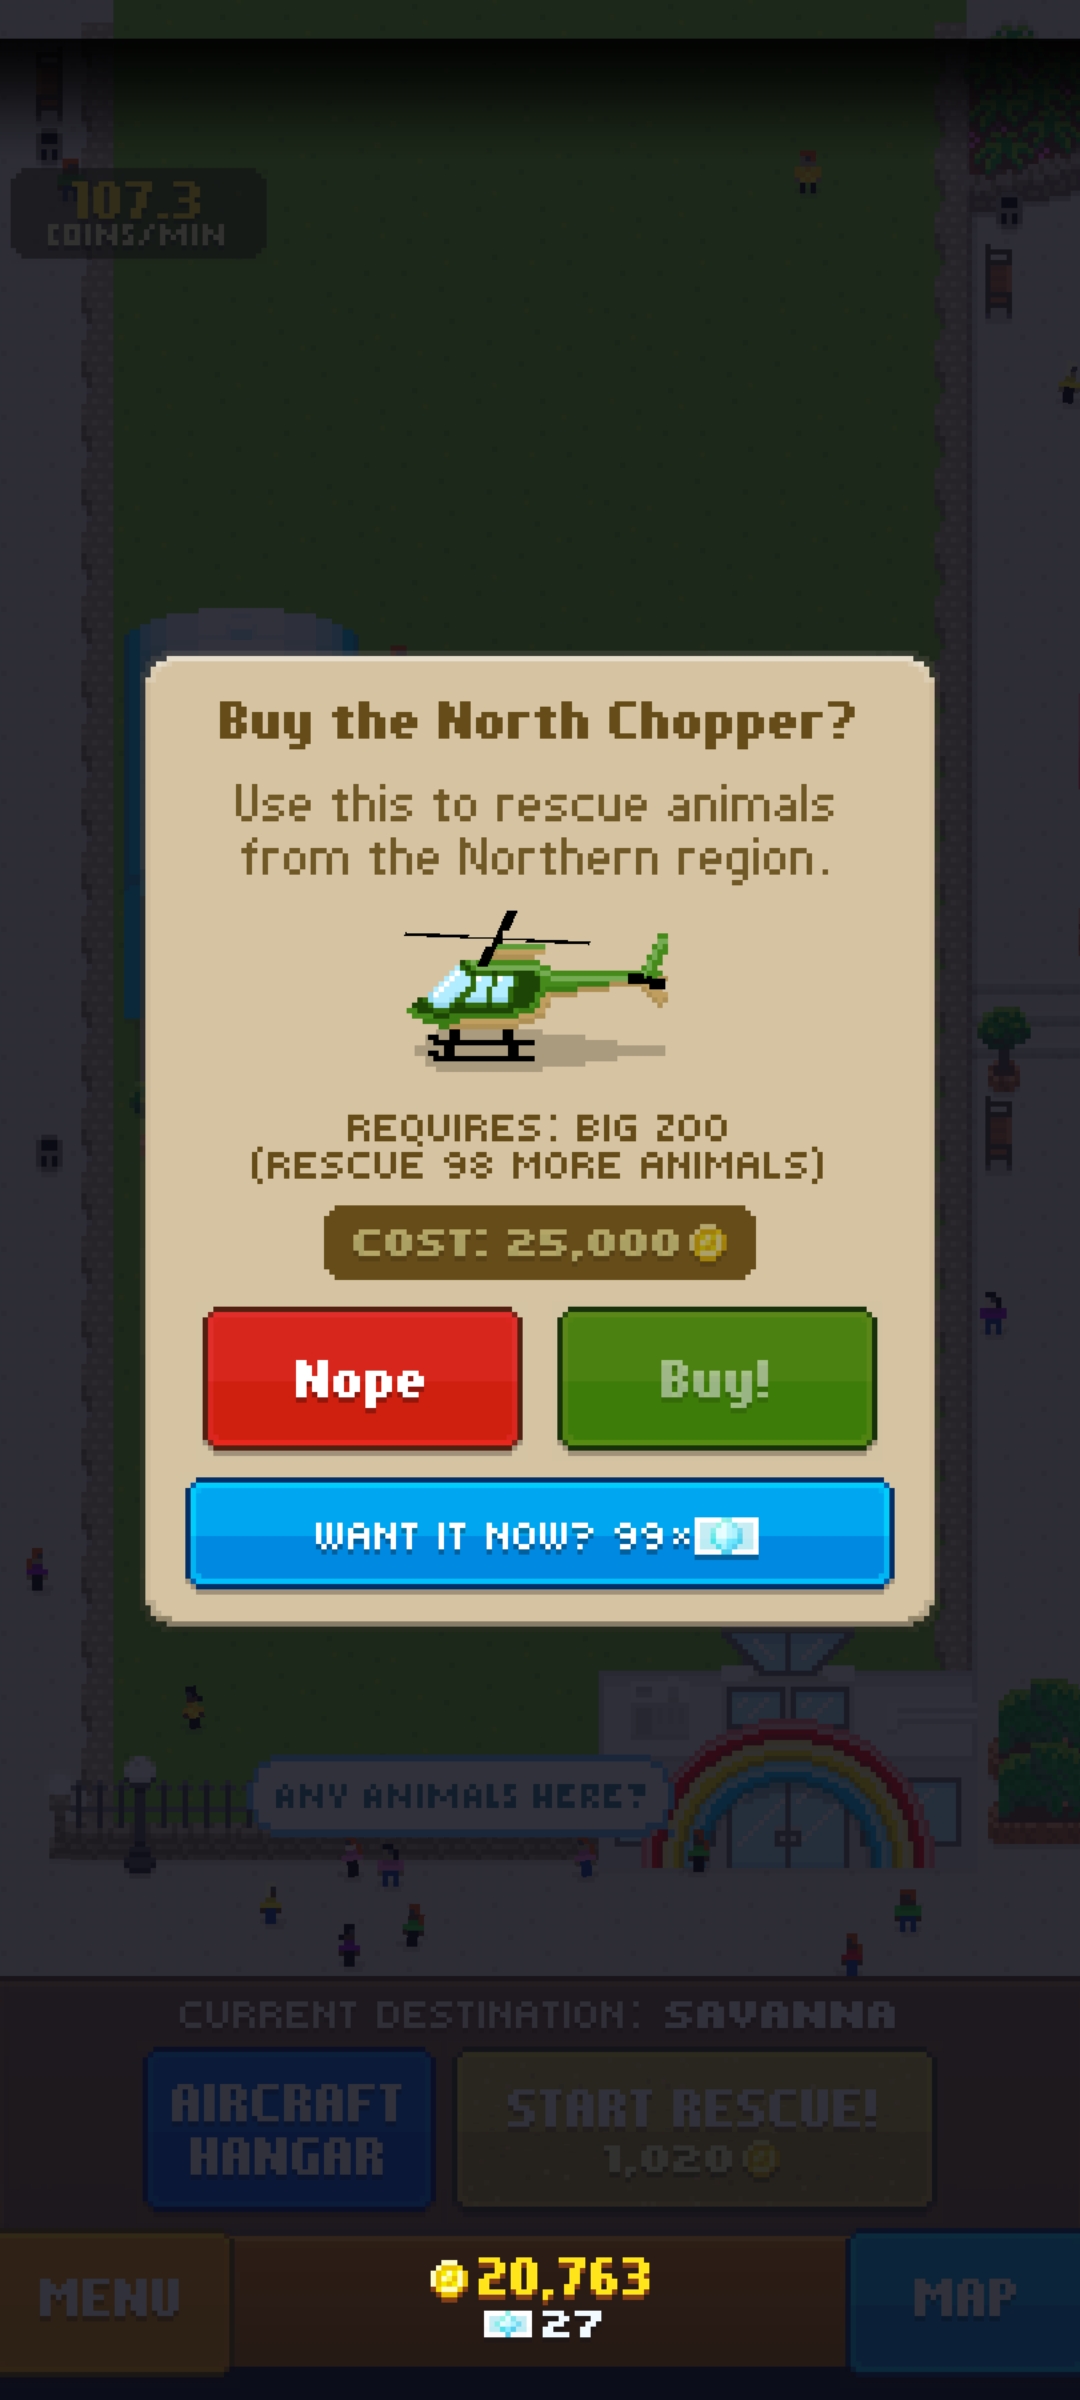 107.3
COINS/MIN
Buy the North Chopper?
Use this to rescue animals
from the Northern region.
REQUIRES: BIG ZOO
(RESCUE 98 MORE ANIMALS)
COST: 25,000
Nope
Buy!
WANT IT NOW? 99x
ANY ANIMALS HERE?
CURRENT DESTINATION: SAVANNA
AIRCRAFT
HANGAR
START RESCUE!
1,020
MENU
20,763
27
MAP